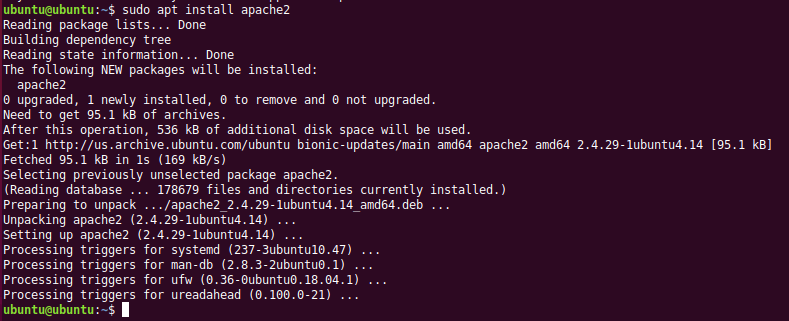 ubuntu@ubuntu:~$ sudo apt install apache2
Reading package lists... Done
Building dependency tree
Reading state information... Done
The following NEW packages will be installed:
  apache2
0 upgraded, 1 newly installed, 0 to remove and 0 not upgraded.
Need to get 95.1 kB of archives.
After this operation, 536 kB of additional disk space will be used.
Get:1 http://us.archive.ubuntu.com/ubuntu bionic-updates/main amd64 apache2 amd64 2.4.29-1ubuntu4.14 [95.1 kB]
Fetched 95.1 kB in 1s (169 kB/s)
Selecting previously unselected package apache2.
(Reading database ... 178679 files and directories currently installed.)
Preparing to unpack .../apache2_2.4.29-1ubuntu4.14_amd64.deb ...
Unpacking apache2 (2.4.29-1ubuntu4.14) ...
Setting up apache2 (2.4.29-1ubuntu4.14) ...
Processing triggers for systemd (237-3ubuntu10.47) ...
Processing triggers for man-db (2.8.3-2ubuntu0.1) ...
Processing triggers for ufw (0.36-0ubuntu0.18.04.1) ...
Processing triggers for ureadahead (0.100.0-21) ...
ubuntu@ubuntu:~$